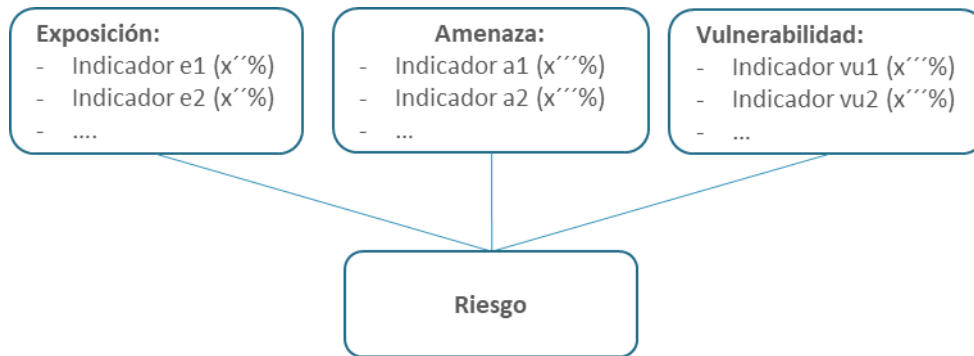 Exposición:
- Indicador e1 (x´´%)
- Indicador e2 (x´´%)
- ....
Amenaza:
- Indicador a1 (x´´´%)
- Indicador a2 (x´´´%)
- ...
Vulnerabilidad:
- Indicador vu1 (x´´´%)
- Indicador vu2 (x´´´%)
- ...
Riesgo